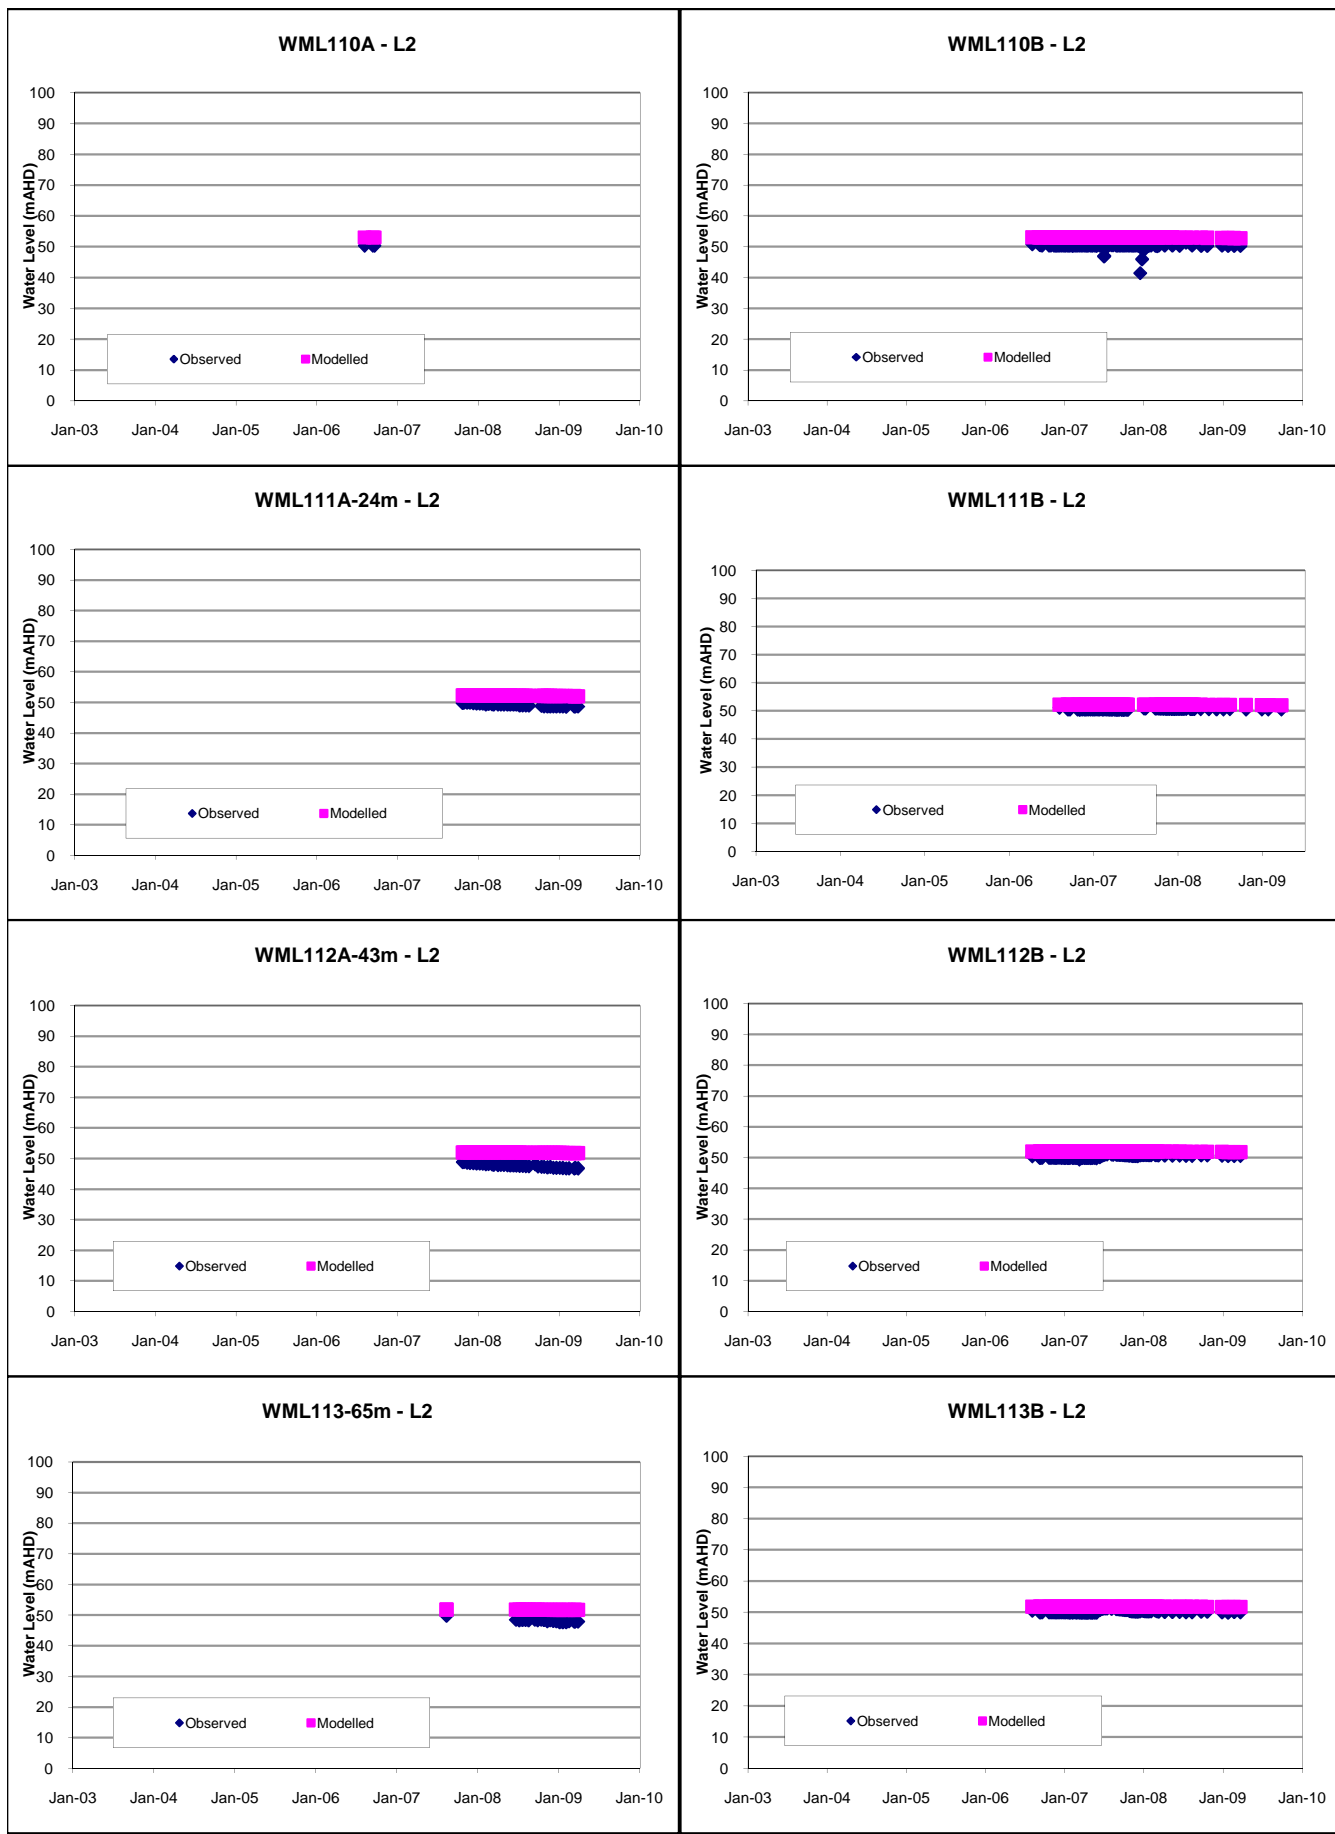 WML110A - L2
Water Level (mAHD)
100
90
80
70
60
50
40
30
20
10
0
Observed Modelled
Jan-03 Jan-04 Jan-05 Jan-06 Jan-07 Jan-08 Jan-09 Jan-10
WML110B - L2
Water Level (mAHD)
100
90
80
70
60
50
40
30
20
10
0
Observed Modelled
Jan-03 Jan-04 Jan-05 Jan-06 Jan-07 Jan-08 Jan-09 Jan-10
WML111A-24m - L2
Water Level (mAHD)
100
90
80
70
60
50
40
30
20
10
0
Observed Modelled
Jan-03 Jan-04 Jan-05 Jan-06 Jan-07 Jan-08 Jan-09 Jan-10
WML111B - L2
Water Level (mAHD)
100
90
80
70
60
50
40
30
20
10
0
Observed Modelled
Jan-03 Jan-04 Jan-05 Jan-06 Jan-07 Jan-08 Jan-09
WML112A-43m - L2
Water Level (mAHD)
100
90
80
70
60
50
40
30
20
10
0
Observed Modelled
Jan-03 Jan-04 Jan-05 Jan-06 Jan-07 Jan-08 Jan-09 Jan-10
WML112B - L2
Water Level (mAHD)
100
90
80
70
60
50
40
30
20
10
0
Observed Modelled
Jan-03 Jan-04 Jan-05 Jan-06 Jan-07 Jan-08 Jan-09 Jan-10
WML113-65m - L2
Water Level (mAHD)
100
90
80
70
60
50
40
30
20
10
0
Observed Modelled
Jan-03 Jan-04 Jan-05 Jan-06 Jan-07 Jan-08 Jan-09 Jan-10
WML113B - L2
Water Level (mAHD)
100
90
80
70
60
50
40
30
20
10
0
Observed Modelled
Jan-03 Jan-04 Jan-05 Jan-06 Jan-07 Jan-08 Jan-09 Jan-10